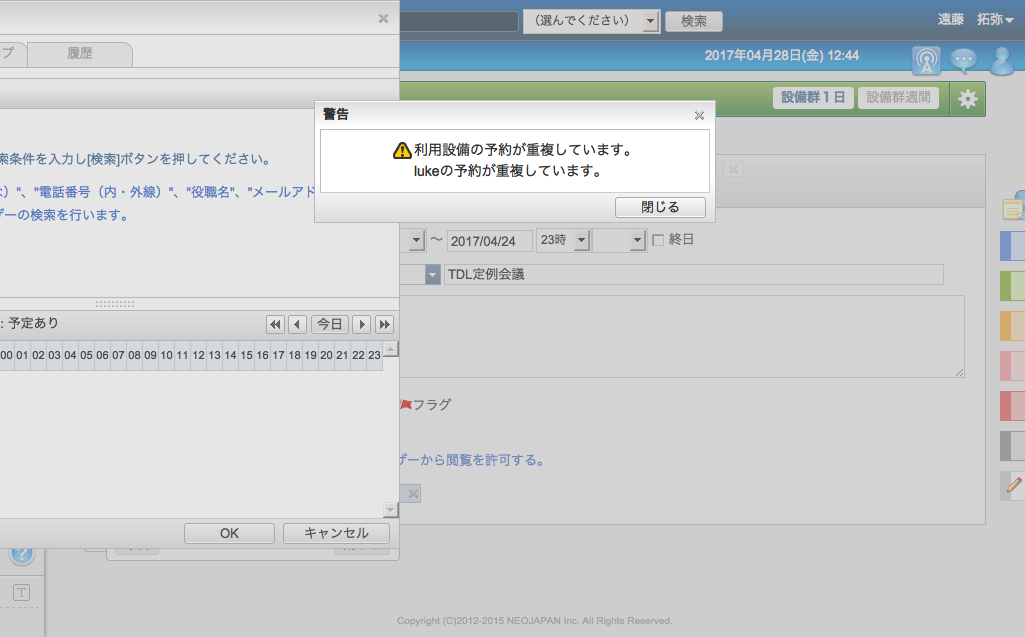 (選んでください)
検索
遠藤 拓弥
2017年04月28日(金) 12:44
プ
履歴
設備群1日
設備群週間
警告
利用設備の予約が重複しています。
lukeの予約が重複しています。
閉じる
索条件を入力し[検索]ボタンを押してください。
)"、"電話番号(内・外線)"、"役職名"、"メールアド
ザーの検索を行います。
～ 2017/04/24 23時 終日
TDL定例会議
: 予定あり
今日
00 01 02 03 04 05 06 07 08 09 10 11 12 13 14 15 16 17 18 19 20 21 22 23
フラグ
ザーから閲覧を許可する。
OK
キャンセル
T
Copyright (C)2012-2015 NEOJAPAN Inc. All Rights Reserved.